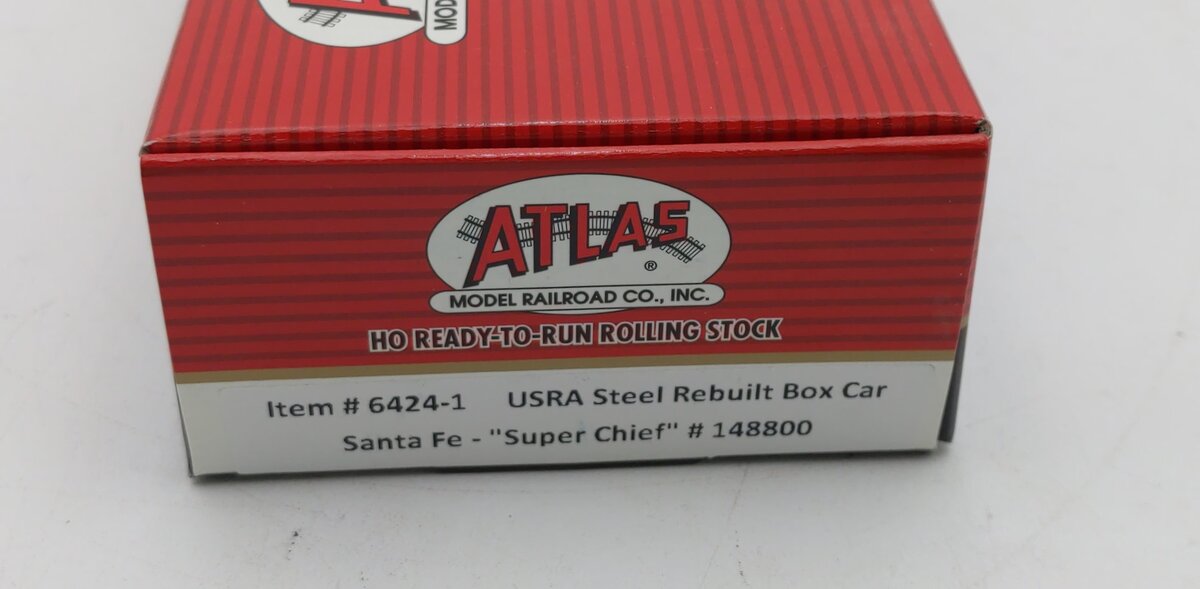 MOD
ATLAS
®
MODEL RAILROAD CO., INC.
HO READY-TO-RUN ROLLING STOCK
Item # 6424-1 USRA Steel Rebuilt Box Car
Santa Fe - "Super Chief" # 148800